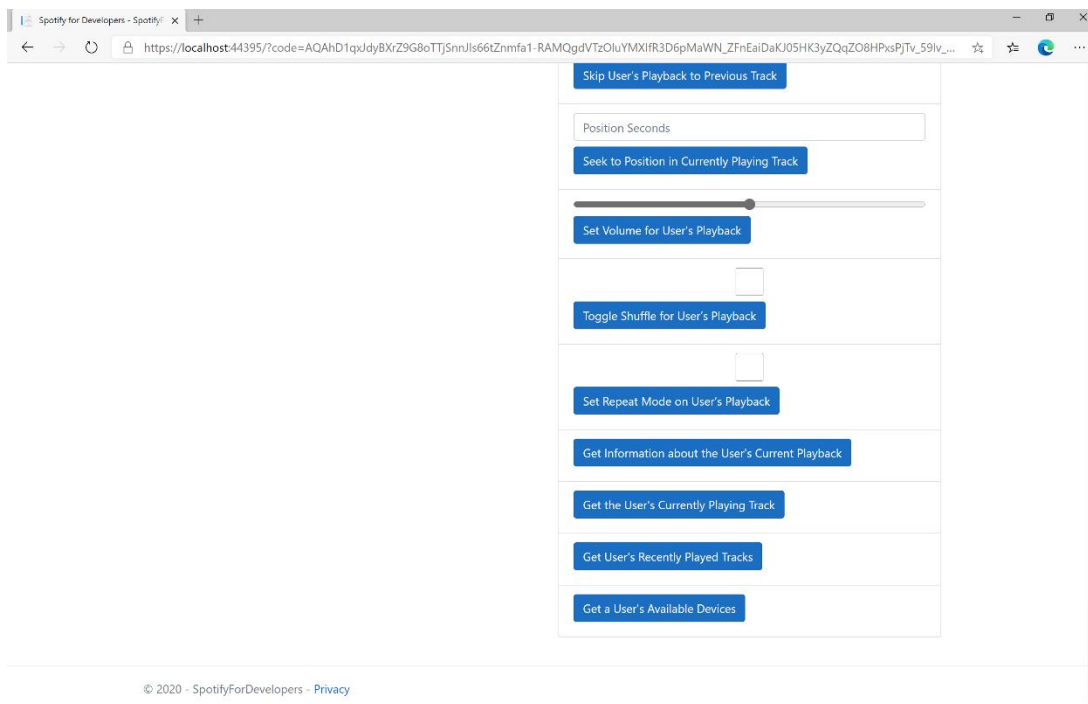 Spotify for Developers - Spotify
https://localhost:44395/?code=AQAhD1qxJdyBXrZ9G8oTTjSnnJls66tZnmfa1-RAMQgdVTzOluYMXlfR3D6pMaWN_ZFnEaiDaKJ05HK3yZQqZO8HPxsPjTv_59lv_...
Skip User's Playback to Previous Track
Position Seconds
Seek to Position in Currently Playing Track
Set Volume for User's Playback
Toggle Shuffle for User's Playback
Set Repeat Mode on User's Playback
Get Information about the User's Current Playback
Get the User's Currently Playing Track
Get User's Recently Played Tracks
Get a User's Available Devices
© 2020 - SpotifyForDevelopers - Privacy